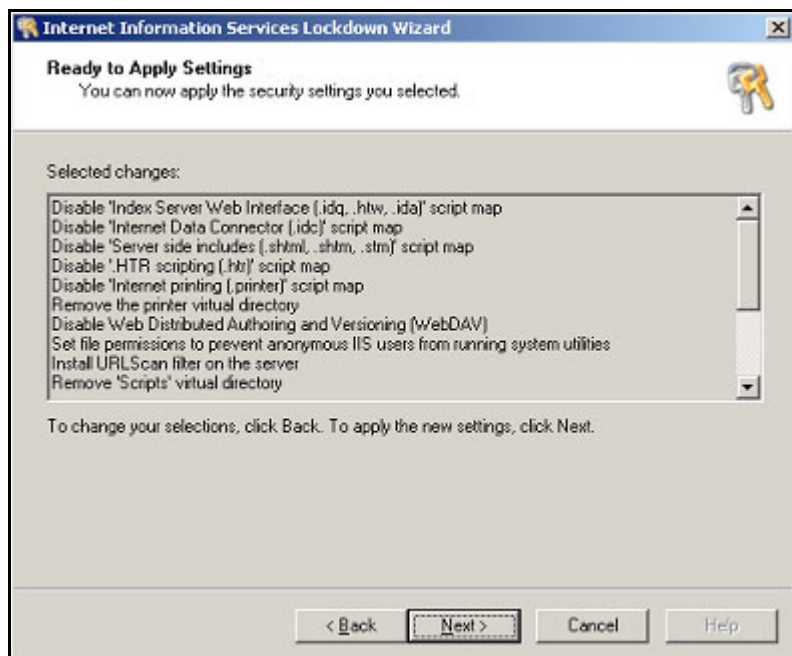 Internet Information Services Lockdown Wizard
Ready to Apply Settings
You can now apply the security settings you selected.
Selected changes:
Disable 'Index Server Web Interface (.idq, .htw, .ida)' script map
Disable 'Internet Data Connector (.idc)' script map
Disable 'Server side includes (.shtml, .shtm, .stm)' script map
Disable '.HTR scripting (.htr)' script map
Disable 'Internet printing (.printer)' script map
Remove the printer virtual directory
Disable Web Distributed Authoring and Versioning (WebDAV)
Set file permissions to prevent anonymous IIS users from running system utilities
Install URLScan filter on the server
Remove 'Scripts' virtual directory
To change your selections, click Back. To apply the new settings, click Next.
< Back Next > Cancel Help